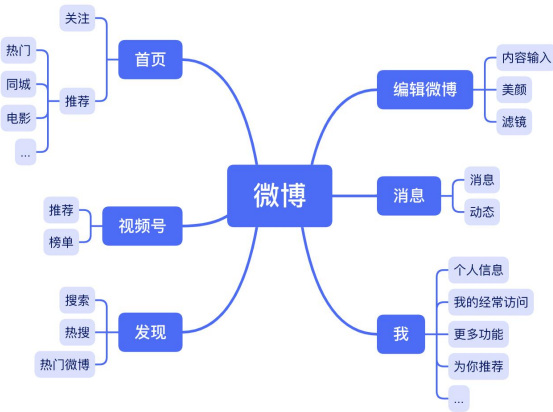 微博
首页
关注
推荐
热门
同城
电影
...
视频号
推荐
榜单
发现
搜索
热搜
热门微博
编辑微博
内容输入
美颜
滤镜
消息
消息
动态
我
个人信息
我的经常访问
更多功能
为你推荐
...